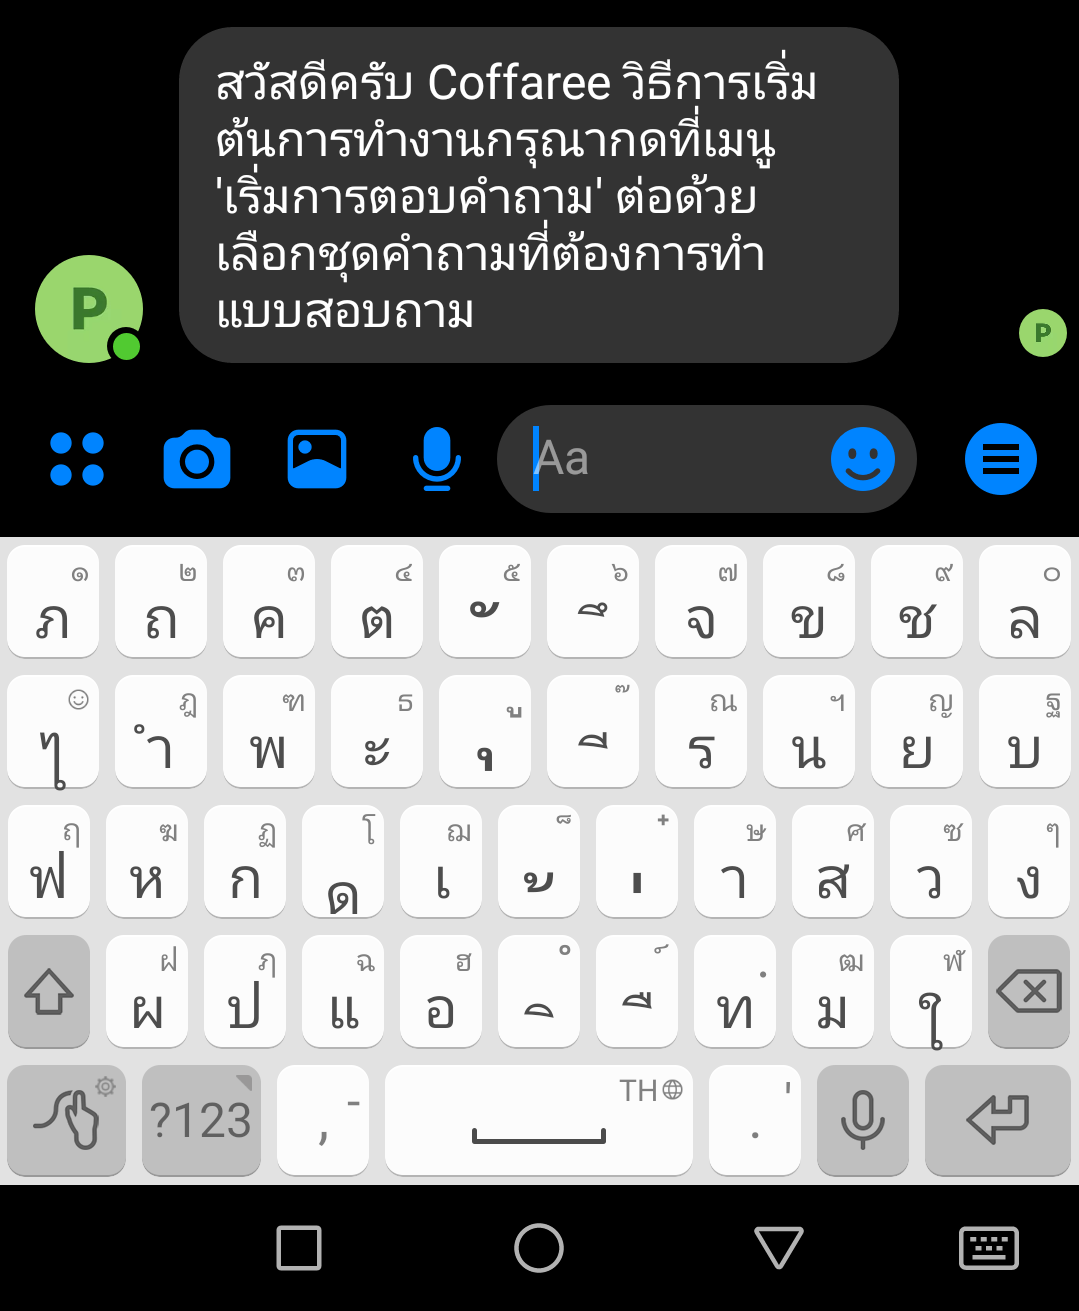 สวัสดีครับ Coffaree วิธีการเริ่ม
ต้นการทำงานกรุณากดที่เมนู
'เริ่มการตอบคำถาม' ต่อด้วย
เลือกชุดคำถามที่ต้องการทำ
แบบสอบถาม
P
P
Aa
๑ ๒ ๓ ๔ ๕ ๖ ๗ ๘ ๙ ๐
ภ ถ ค ต ั ึ จ ข ช ล
ฎ ฑ ธ ู ๊ ณ ฯ ญ ฐ
ไ ำ พ ะ ุ ี ร น ย บ
ฤ ฆ ฏ โ ฌ ็ ๋ ษ ศ ซ ๆ
ฟ ห ก ด เ ้ ่ า ส ว ง
ฝ ฦ ฉ ฮ ํ ์ . ฒ ฬ
ผ ป แ อ ิ ื ท ม ใ
- TH '
?123 , .